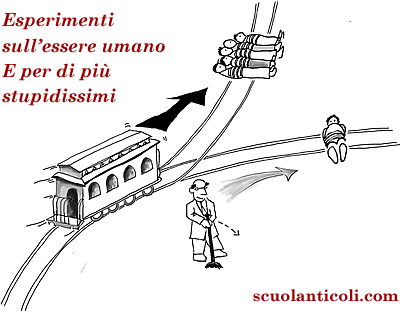 Esperimenti
sull'essere umano
E per di più
stupidissimi
scuolanticoli.com